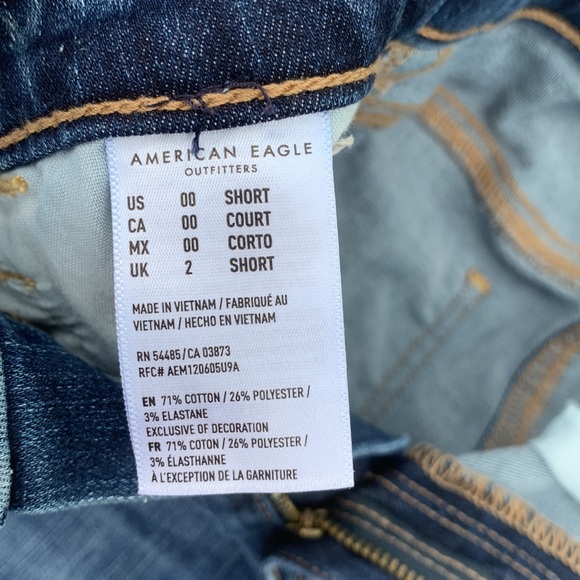 AMERICAN EAGLE
OUTFITTERS
US 00 SHORT
CA 00 COURT
MX 00 CORTO
UK 2 SHORT
MADE IN VIETNAM / FABRIQUÉ AU
VIETNAM / HECHO EN VIETNAM
RN 54485/CA 03873
RFC# AEM120605U9A
EN 71% COTTON / 26% POLYESTER /
3% ELASTANE
EXCLUSIVE OF DECORATION
FR 71% COTON / 26% POLYESTER /
3% ÉLASTHANNE
À L'EXCEPTION DE LA GARNITURE